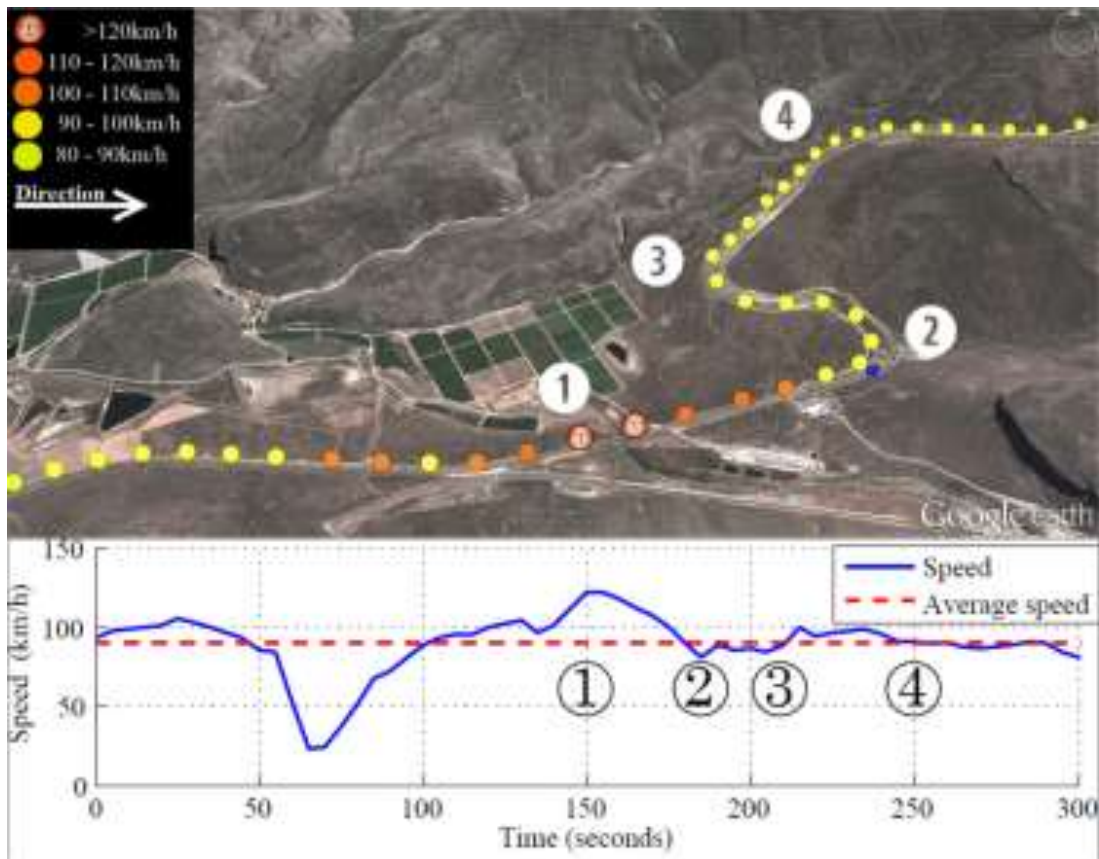 >120km/h
110 - 120km/h
100 - 110km/h
90 - 100km/h
80 - 90km/h
Direction
4
3
2
1
Google earth
Speed (km/h)
150
100
50
0
Speed
Average speed
① ② ③ ④
0 50 100 150 200 250 300
Time (seconds)